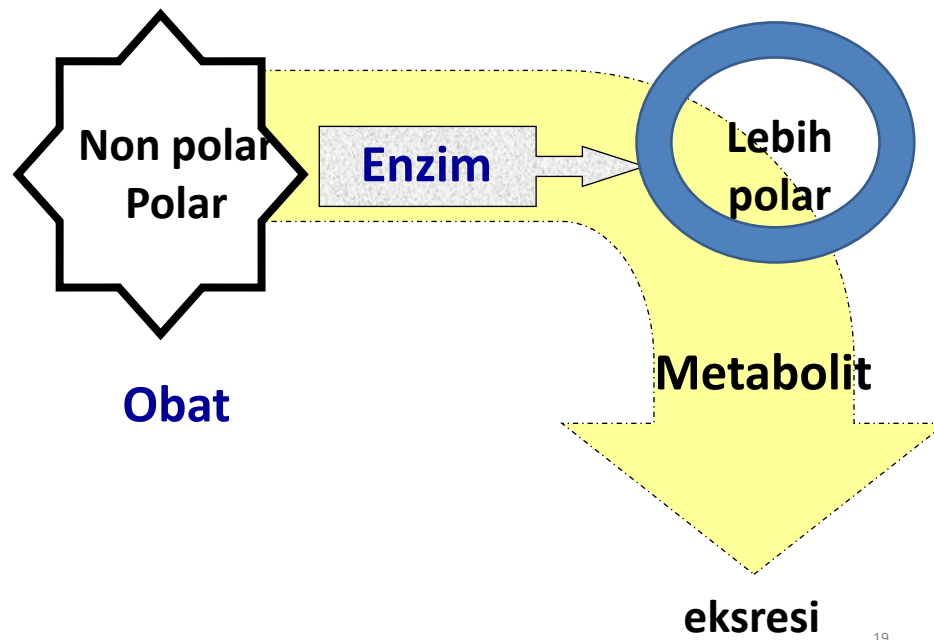 Non polar
Polar
Enzim
Lebih
polar
Obat
Metabolit
eksresi
19